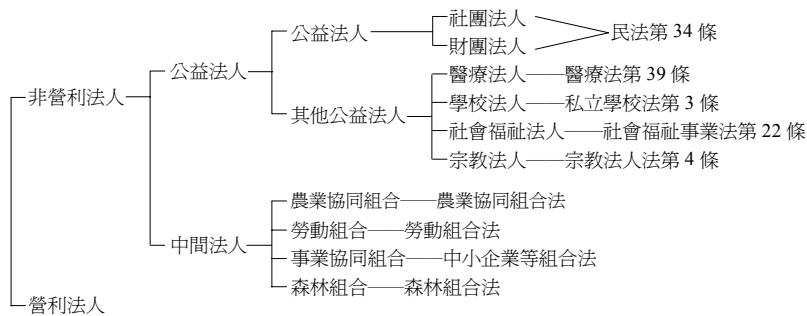 社團法人
公益法人
財團法人
民法第 34 條
公益法人
醫療法人——醫療法第 39 條
非營利法人
其他公益法人
學校法人——私立學校法第 3 條
社會福祉法人——社會福祉事業法第 22 條
宗教法人——宗教法人法第 4 條
農業協同組合——農業協同組合法
勞動組合——勞動組合法
中間法人
事業協同組合——中小企業等組合法
森林組合——森林組合法
營利法人